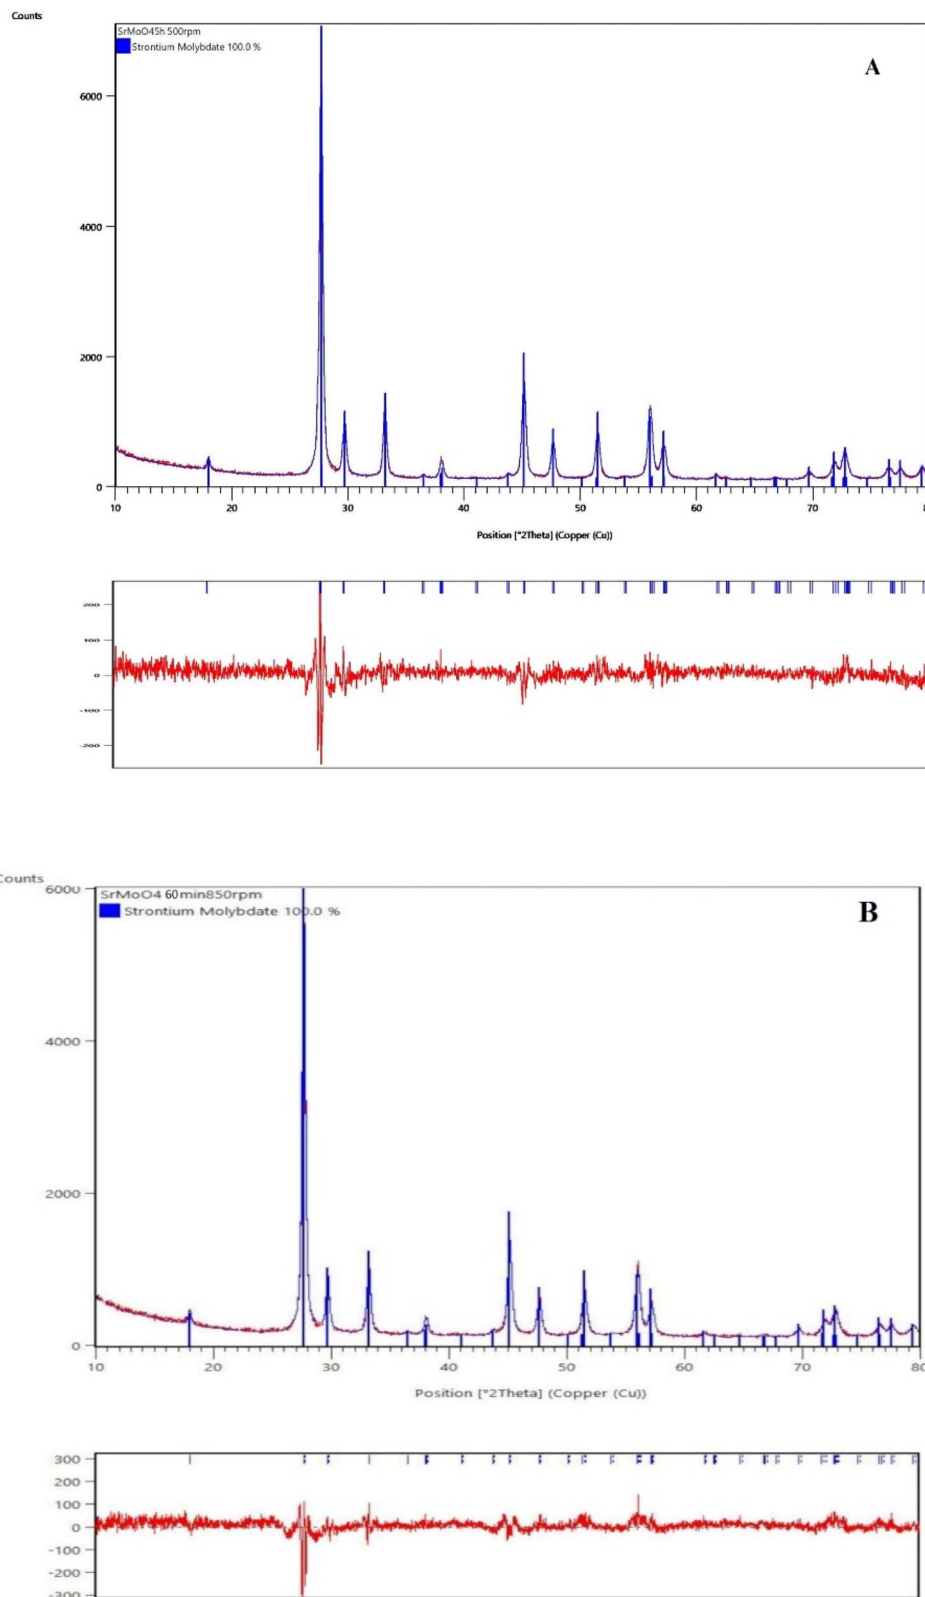 Counts
SrMoO45h 500rpm
Strontium Molybdate 100.0 %
A
6000
4000
2000
0
10 20 30 40 50 60 70
Position [°2Theta] (Copper (Cu))
200
100
0
-100
-200
Counts
6000
SrMoO4 60min850rpm
Strontium Molybdate 100.0 %
B
4000
2000
0
10 20 30 40 50 60 70 80
Position [°2Theta] (Copper (Cu))
300
200
100
0
-100
-200
-300